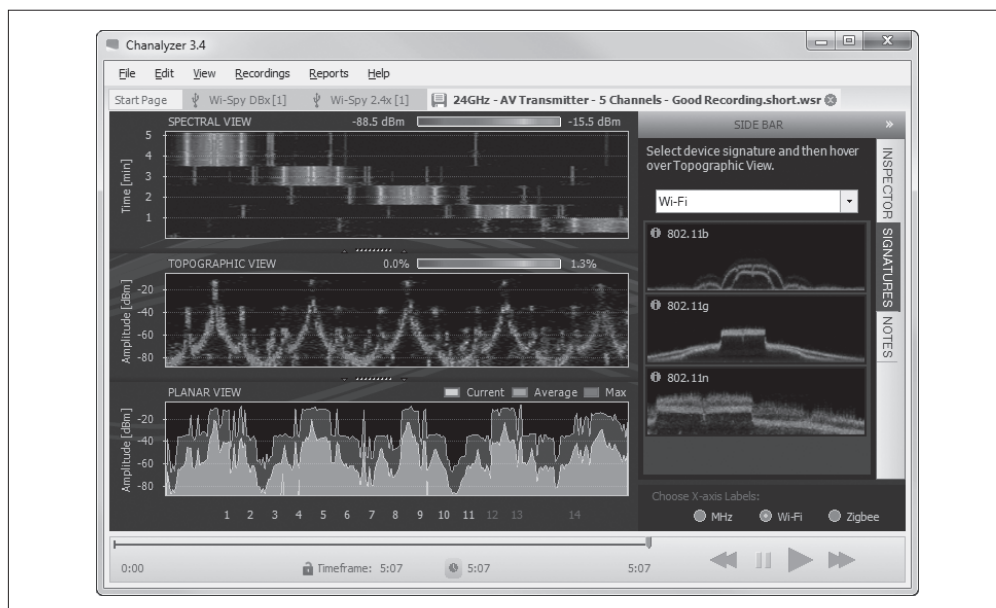 Chanalyzer 3.4
File Edit View Recordings Reports Help
Start Page Wi-Spy DBx [1] Wi-Spy 2.4x [1] 24GHz - AV Transmitter - 5 Channels - Good Recording.short.wsr
SPECTRAL VIEW -88.5 dBm -15.5 dBm
Time [min]
5
4
3
2
1
TOPOGRAPHIC VIEW 0.0% 1.3%
Amplitude [dBm]
-20
-40
-60
-80
PLANAR VIEW Current Average Max
Amplitude [dBm]
-20
-40
-60
-80
1 2 3 4 5 6 7 8 9 10 11 12 13 14
SIDE BAR »
Select device signature and then hover
over Topographic View.
Wi-Fi
802.11b
802.11g
802.11n
INSPECTOR
SIGNATURES
NOTES
Choose X-axis Labels:
MHz Wi-Fi Zigbee
0:00 Timeframe: 5:07 5:07 5:07